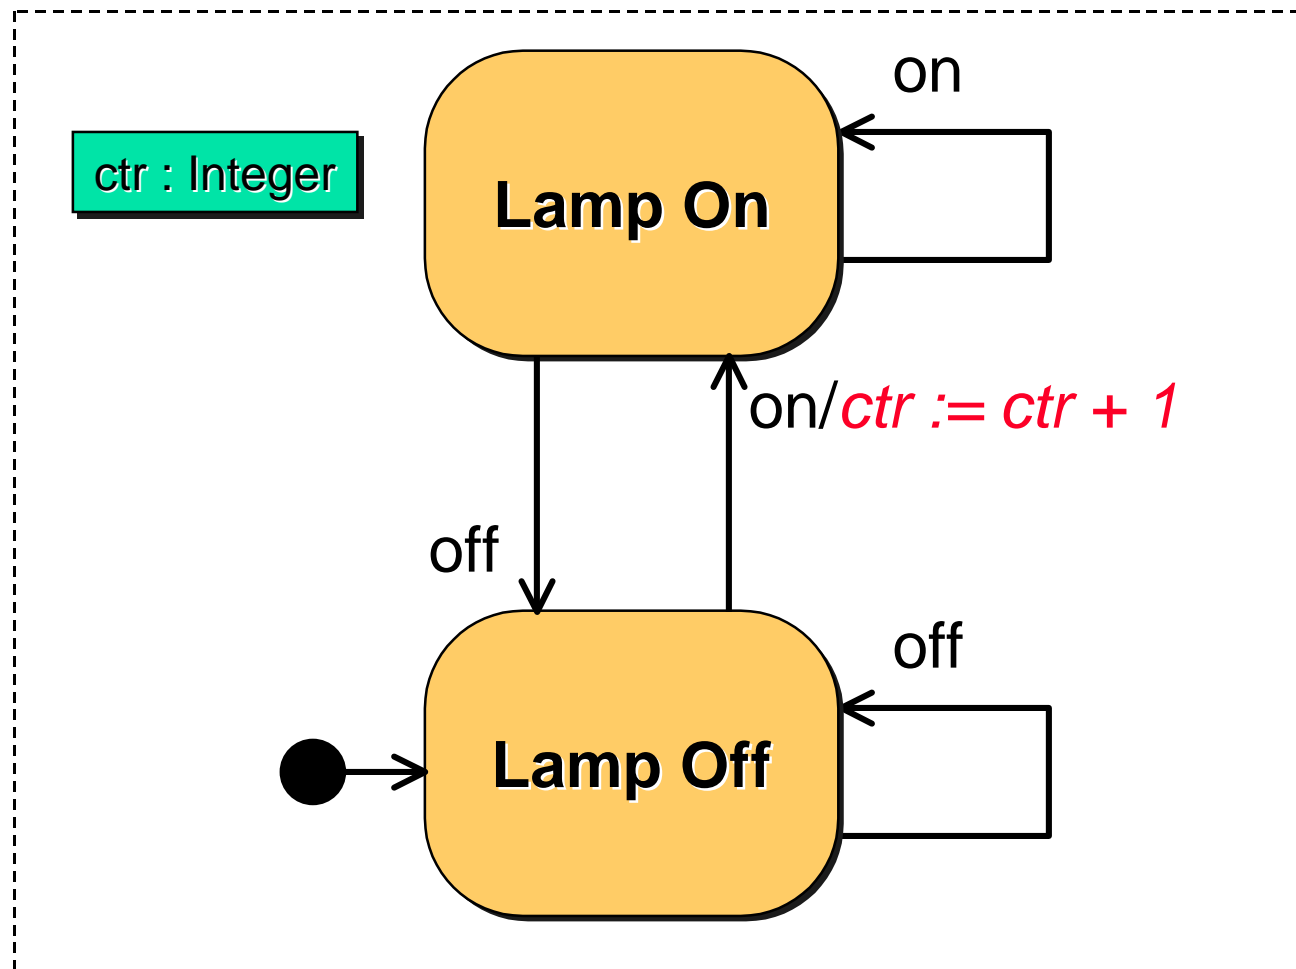 on
ctr : Integer
Lamp On
on/ctr := ctr + 1
off
off
Lamp Off